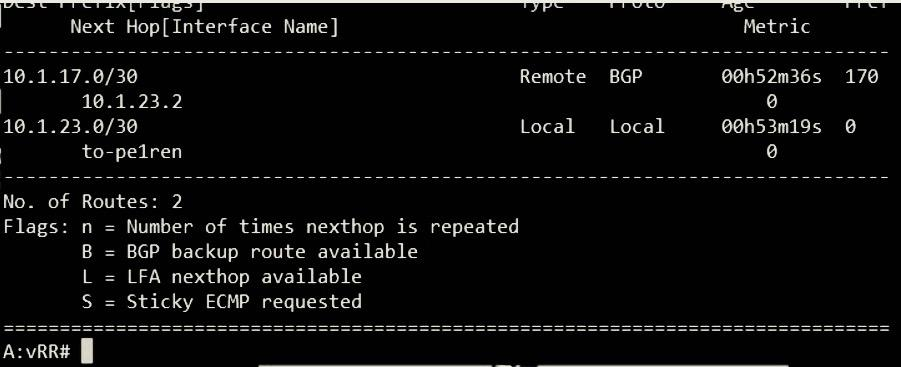 Dest Prefix[Flags] Type Proto Age Pref
Next Hop[Interface Name] Metric
-------------------------------------------------------------------------------
10.1.17.0/30 Remote BGP 00h52m36s 170
10.1.23.2 0
10.1.23.0/30 Local Local 00h53m19s 0
to-pe1ren 0
-------------------------------------------------------------------------------
No. of Routes: 2
Flags: n = Number of times nexthop is repeated
B = BGP backup route available
L = LFA nexthop available
S = Sticky ECMP requested
===============================================================================
A:vRR#